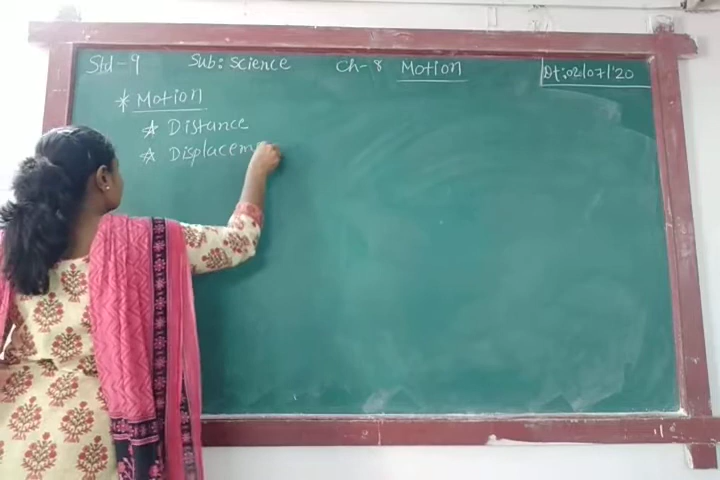 Std - 9 Sub: Science Ch-8 Motion Dt:02/07/'20
* Motion
☆ Distance
☆ Displacem